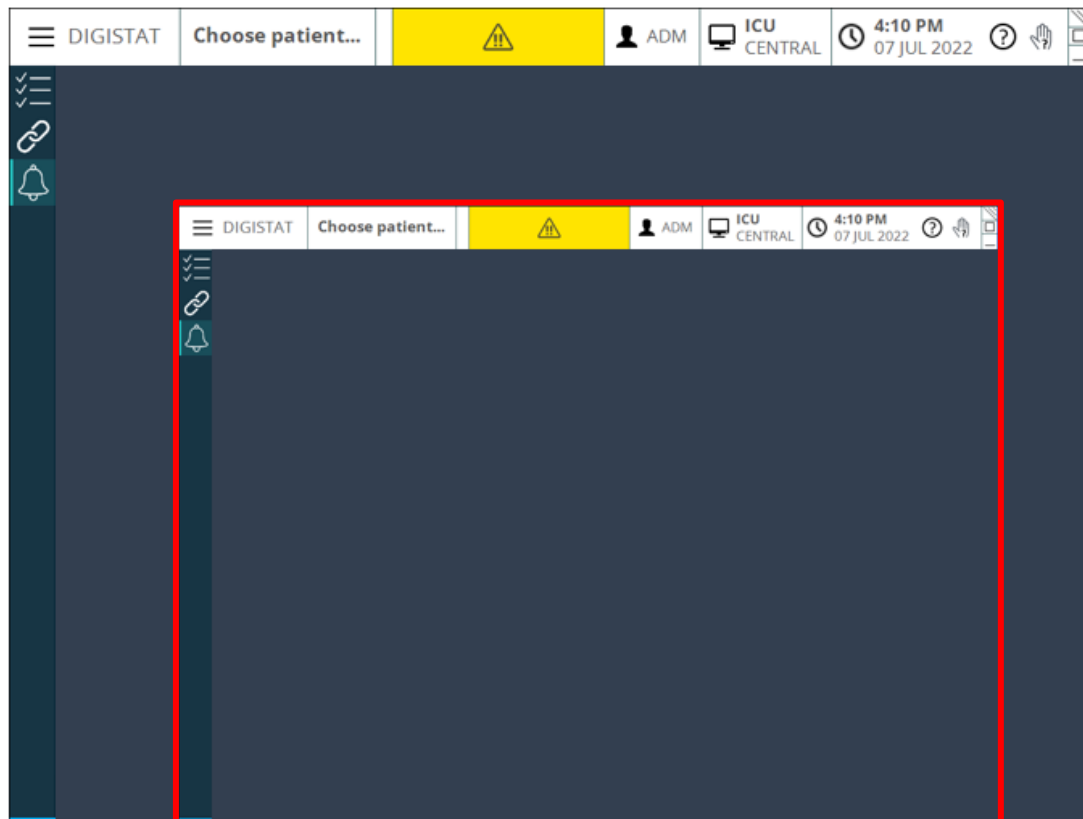 DIGISTAT Choose patient... ADM ICU 4:10 PM
CENTRAL 07 JUL 2022
DIGISTAT Choose patient... ADM ICU 4:10 PM
CENTRAL 07 JUL 2022